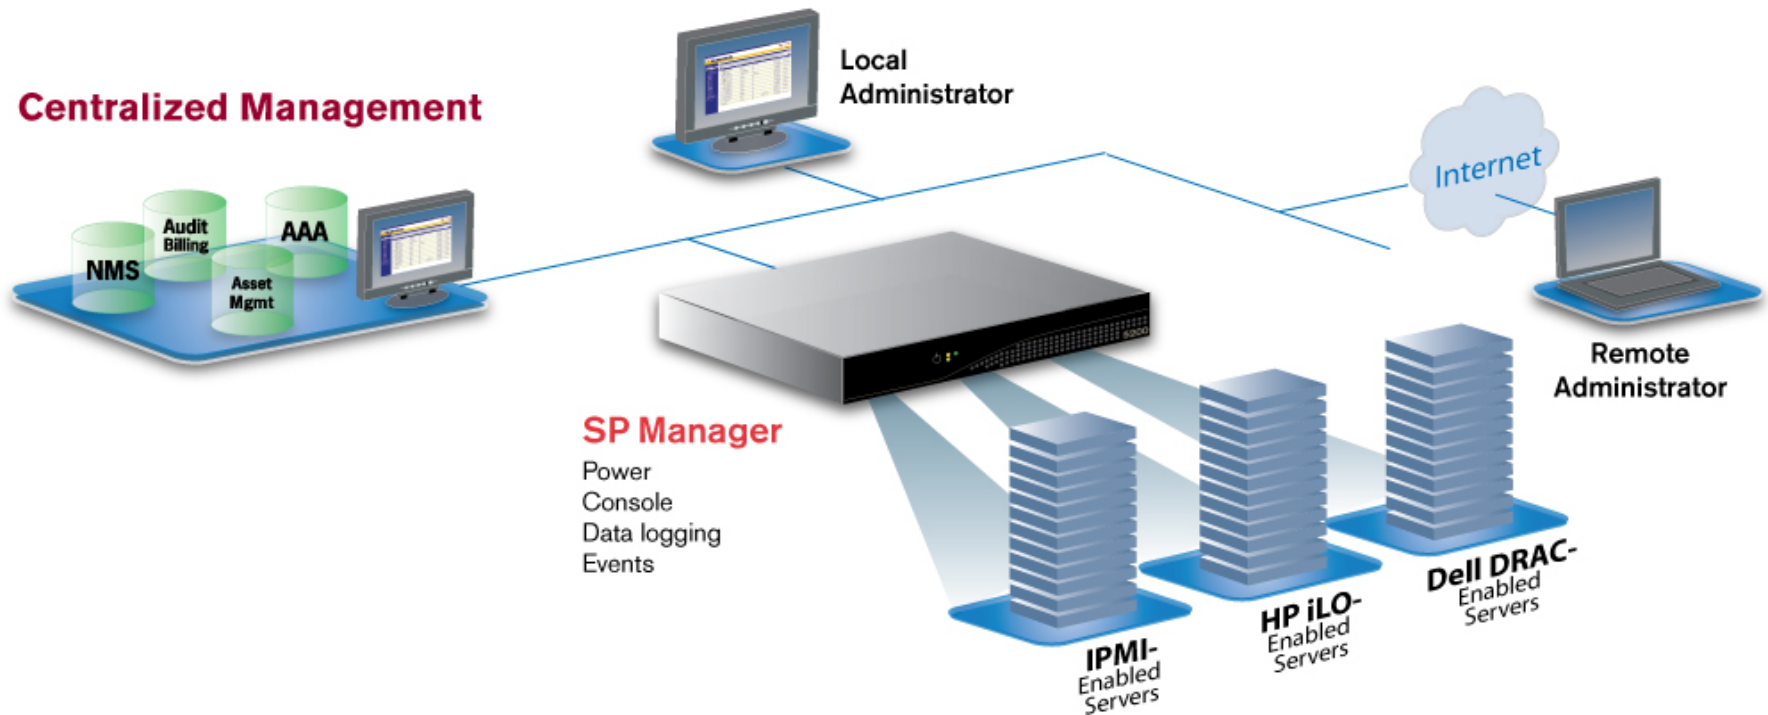 Centralized Management
Local
Administrator
Internet
Audit
Billing
AAA
NMS
Asset
Mgmt
5200
Remote
Administrator
SP Manager
Power
Console
Data logging
Events
Dell DRAC-
Enabled
Servers
HP iLO-
Enabled
Servers
IPMI-
Enabled
Servers